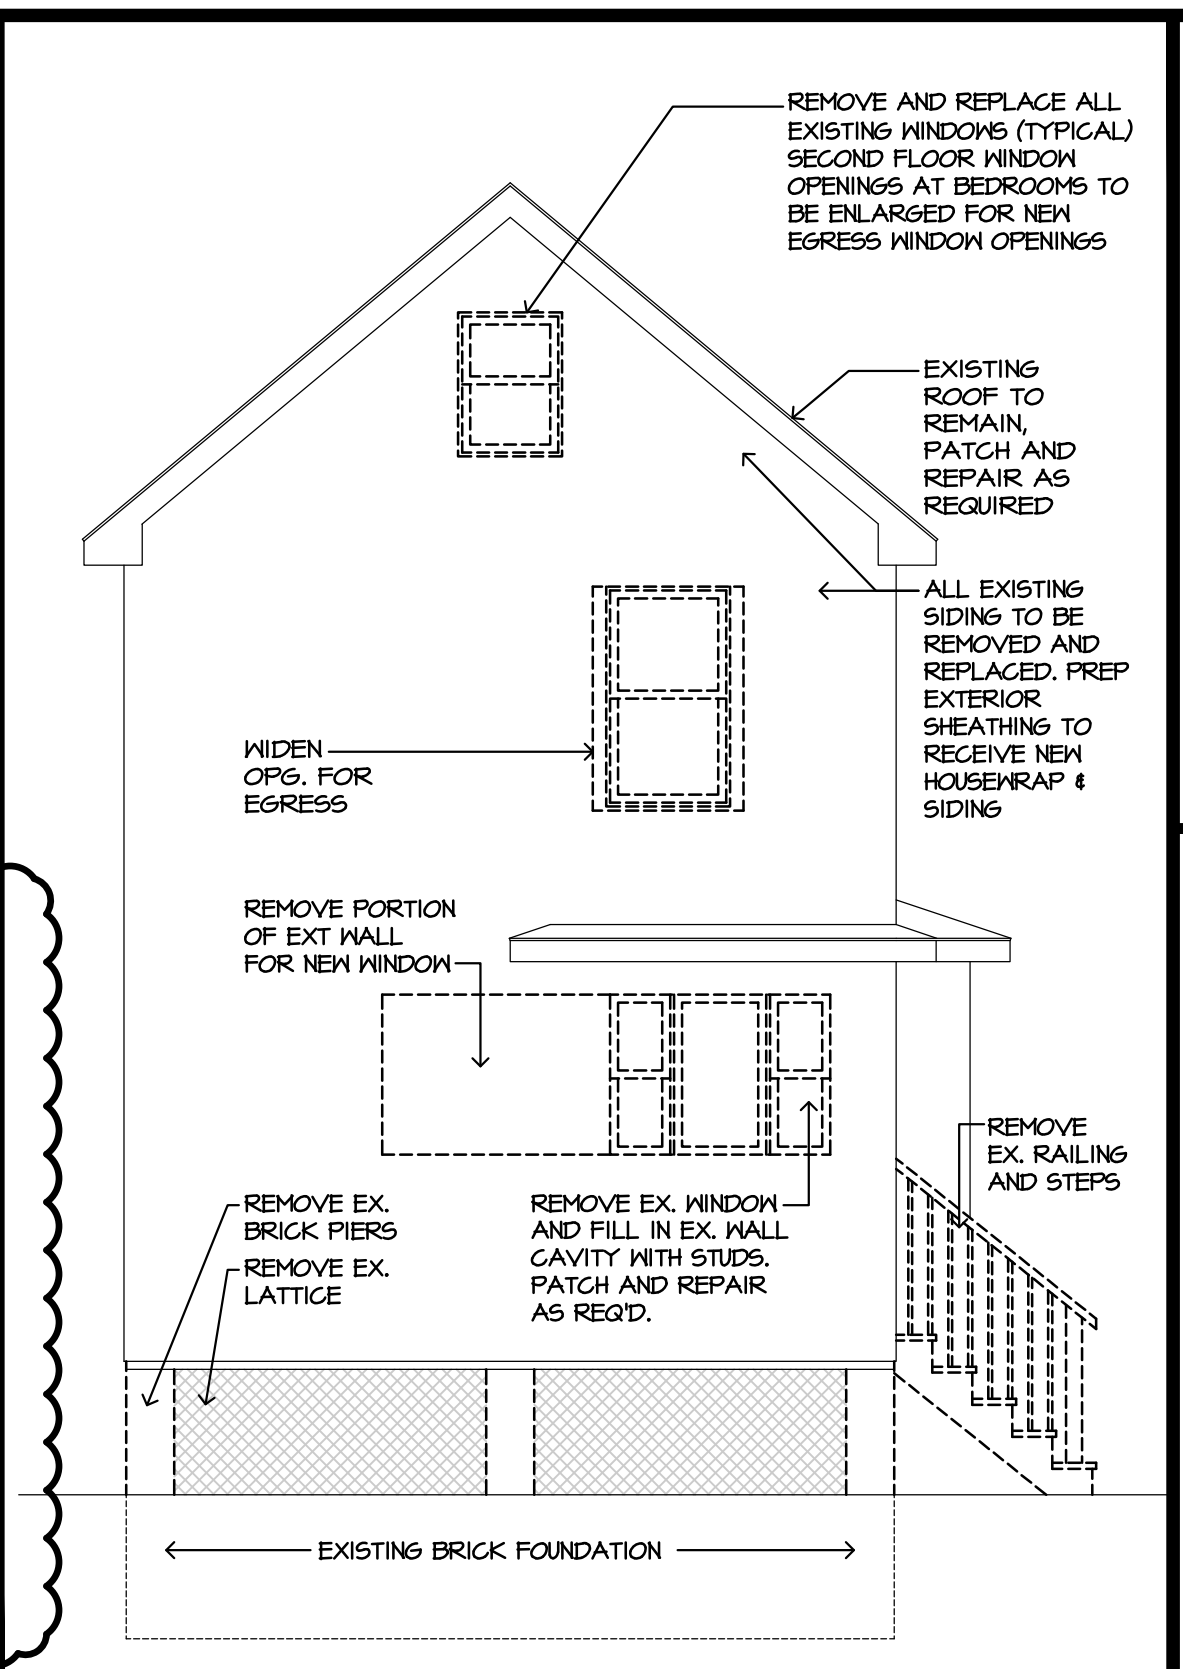 REMOVE AND REPLACE ALL
EXISTING WINDOWS (TYPICAL)
SECOND FLOOR WINDOW
OPENINGS AT BEDROOMS TO
BE ENLARGED FOR NEW
EGRESS WINDOW OPENINGS
EXISTING
ROOF TO
REMAIN,
PATCH AND
REPAIR AS
REQUIRED
ALL EXISTING
SIDING TO BE
REMOVED AND
REPLACED. PREP
EXTERIOR
SHEATHING TO
RECEIVE NEW
HOUSEWRAP &
SIDING
WIDEN
OPG. FOR
EGRESS
REMOVE PORTION
OF EXT WALL
FOR NEW WINDOW
REMOVE
EX. RAILING
AND STEPS
REMOVE EX.
BRICK PIERS
REMOVE EX.
LATTICE
REMOVE EX. WINDOW
AND FILL IN EX. WALL
CAVITY WITH STUDS.
PATCH AND REPAIR
AS REQ'D.
EXISTING BRICK FOUNDATION